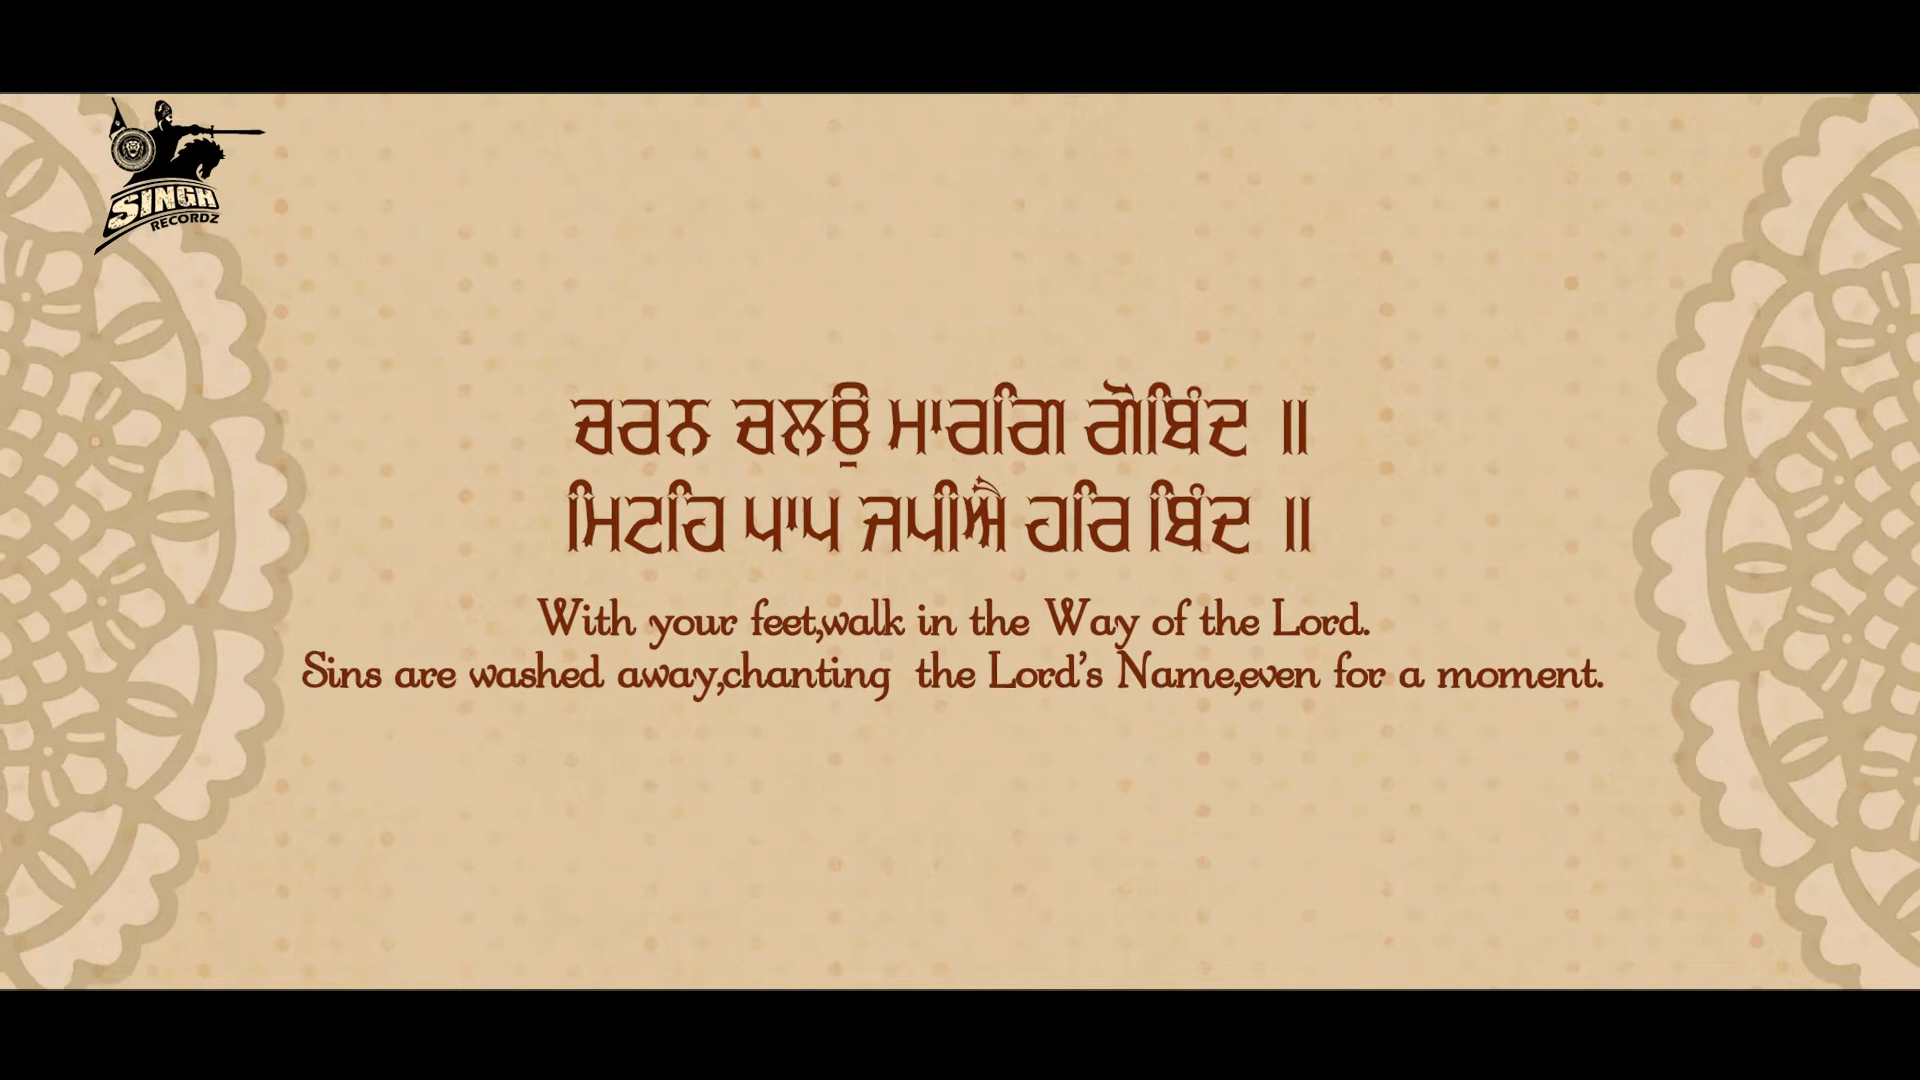 SINGH
RECORDZ
ਚਰਨ ਚਲਉ ਮਾਰਗਿ ਗੋਬਿੰਦ ॥
ਮਿਟਹਿ ਪਾਪ ਜਪੀਐ ਹਰਿ ਬਿੰਦ ॥
With your feet,walk in the Way of the Lord.
Sins are washed away,chanting the Lord's Name,even for a moment.